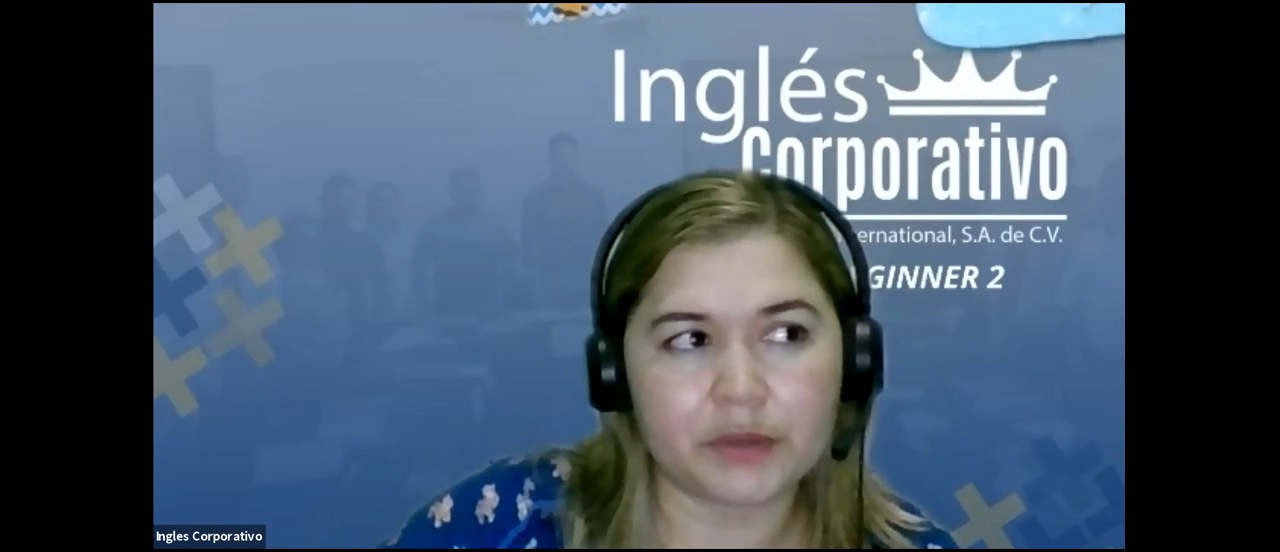 Inglés
Corporativo
ernational, S.A. de C.V.
GINNER 2
Ingles Corporativo